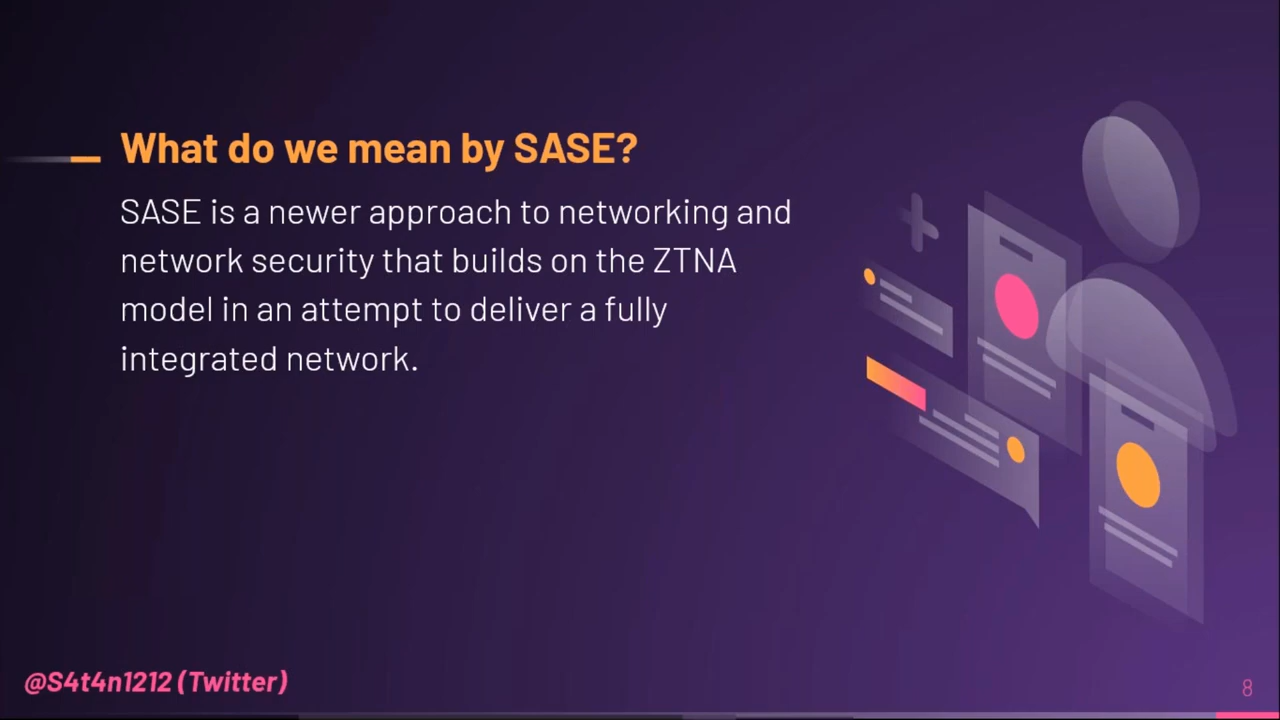 What do we mean by SASE?
SASE is a newer approach to networking and
network security that builds on the ZTNA
model in an attempt to deliver a fully
integrated network.
@S4t4n1212 (Twitter)
8